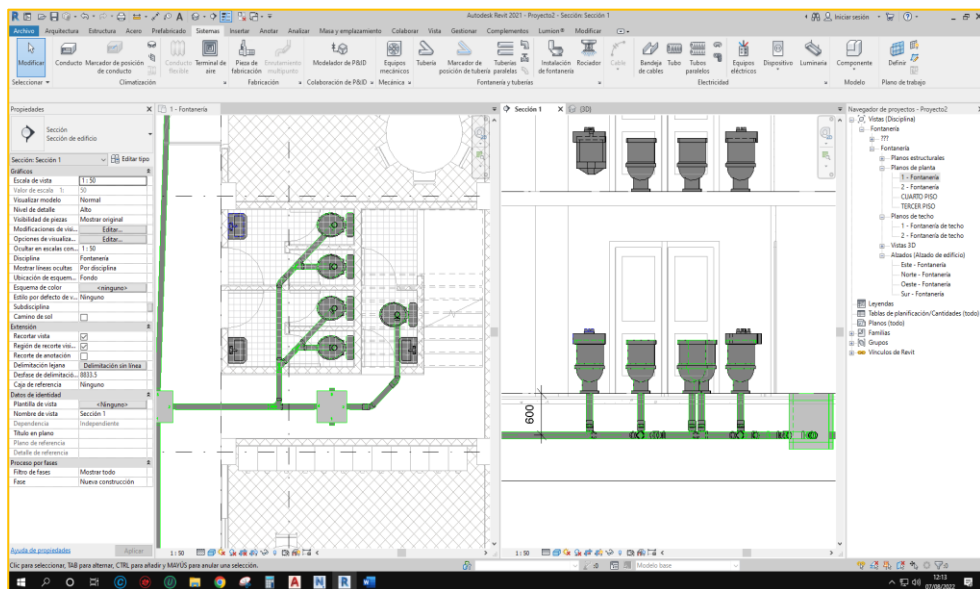 Autodesk Revit 2021 - Proyecto2 - Sección: Sección 1
Iniciar sesión
Archivo Arquitectura Estructura Acero Prefabricado Sistemas Insertar Anotar Analizar Masa y emplazamiento Colaborar Vista Gestionar Complementos Lumion® Modificar
Modificar
Conducto
Marcador de posición de conducto
Conducto flexible
Terminal de aire
Pieza de fabricación
Enrutamiento multipunto
Modelador de P&ID
Equipos mecánicos
Tubería
Marcador de posición de tubería
Tuberías paralelas
Instalación de fontanería
Rociador
Cable
Bandeja de cables
Tubo
Tubos paralelos
Equipos eléctricos
Dispositivo
Luminaria
Componente
Definir
Seleccionar
Climatización
Fabricación
Colaboración de P&ID
Mecánica
Fontanería y tuberías
Electricidad
Modelo
Plano de trabajo
Propiedades
Sección
Sección de edificio
Sección: Sección 1
Editar tipo
Gráficos
Escala de vista 1 : 50
Valor de escala 1: 50
Visualizar modelo Normal
Nivel de detalle Alto
Visibilidad de piezas Mostrar original
Modificaciones de visi... Editar...
Opciones de visualiza... Editar...
Ocultar en escalas con... 1 : 50
Disciplina Fontanería
Mostrar líneas ocultas Por disciplina
Ubicación de esquem... Fondo
Esquema de color <ninguno>
Estilo por defecto de v... Ninguno
Subdisciplina
Camino de sol
Extensión
Recortar vista
Región de recorte vis...
Recorte de anotación
Delimitación lejana Delimitación sin línea
Desfase de delimitació... 8833.5
Caja de referencia Ninguno
Datos de identidad
Plantilla de vista <Ninguno>
Nombre de vista Sección 1
Dependencia Independiente
Título en plano
Plano de referencia
Detalle de referencia
Proceso por fases
Filtro de fases Mostrar todo
Fase Nueva construcción
Ayuda de propiedades
Aplicar
1 - Fontanería
1 : 50
Sección 1
{3D}
600
1 : 50
Navegador de proyectos - Proyecto2
Vistas (Disciplina)
Fontanería
???
Fontanería
Planos estructurales
Planos de planta
1 - Fontanería
2 - Fontanería
CUARTO PISO
TERCER PISO
Planos de techo
1 - Fontanería de techo
2 - Fontanería de techo
Vistas 3D
Alzados (Alzado de edificio)
Este - Fontanería
Norte - Fontanería
Oeste - Fontanería
Sur - Fontanería
Leyendas
Tablas de planificación/Cantidades (todo)
Planos (todo)
Familias
Grupos
Vínculos de Revit
Clic para seleccionar, TAB para alternar, CTRL para añadir y MAYÚS para anular una selección.
Modelo base
12:13
07/08/2022